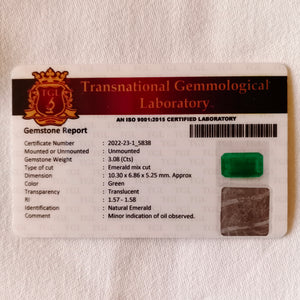 TGL
Transnational Gemmological
Laboratory
AN ISO 9001:2015 CERTIFIED LABORATORY
Gemstone Report
Certificate Number : 2022-23-1_5838
Mounted or Unmounted : Unmounted
Gemstone Weight : 3.08 (Cts)
Type of cut : Emerald mix cut
Dimension : 10.30 x 6.86 x 5.25 mm. Approx
Color : Green
Transparency : Translucent
RI : 1.57 - 1.58
Identification : Natural Emerald
Comment : Minor indication of oil observed.